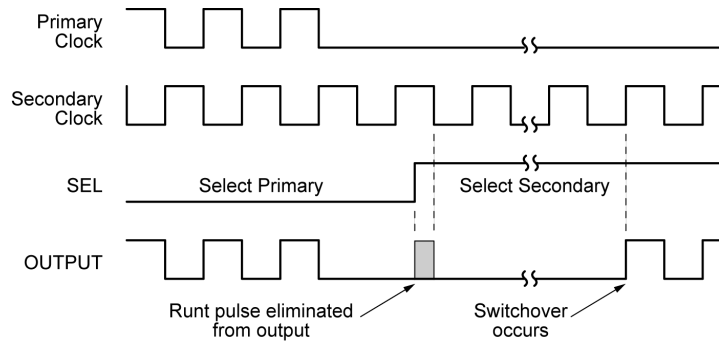 Primary
Clock
Secondary
Clock
SEL
Select Primary
Select Secondary
OUTPUT
Runt pulse eliminated
from output
Switchover
occurs